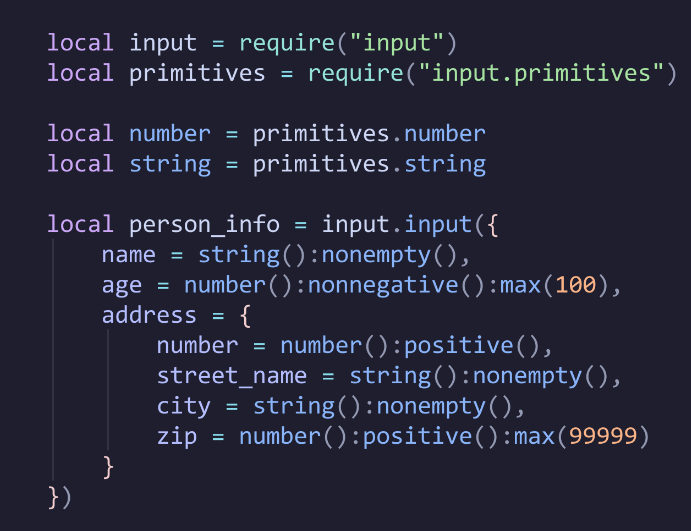 local input = require("input")
local primitives = require("input.primitives")

local number = primitives.number
local string = primitives.string

local person_info = input.input({
    name = string():nonempty(),
    age = number():nonnegative():max(100),
    address = {
        number = number():positive(),
        street_name = string():nonempty(),
        city = string():nonempty(),
        zip = number():positive():max(99999)
    }
})